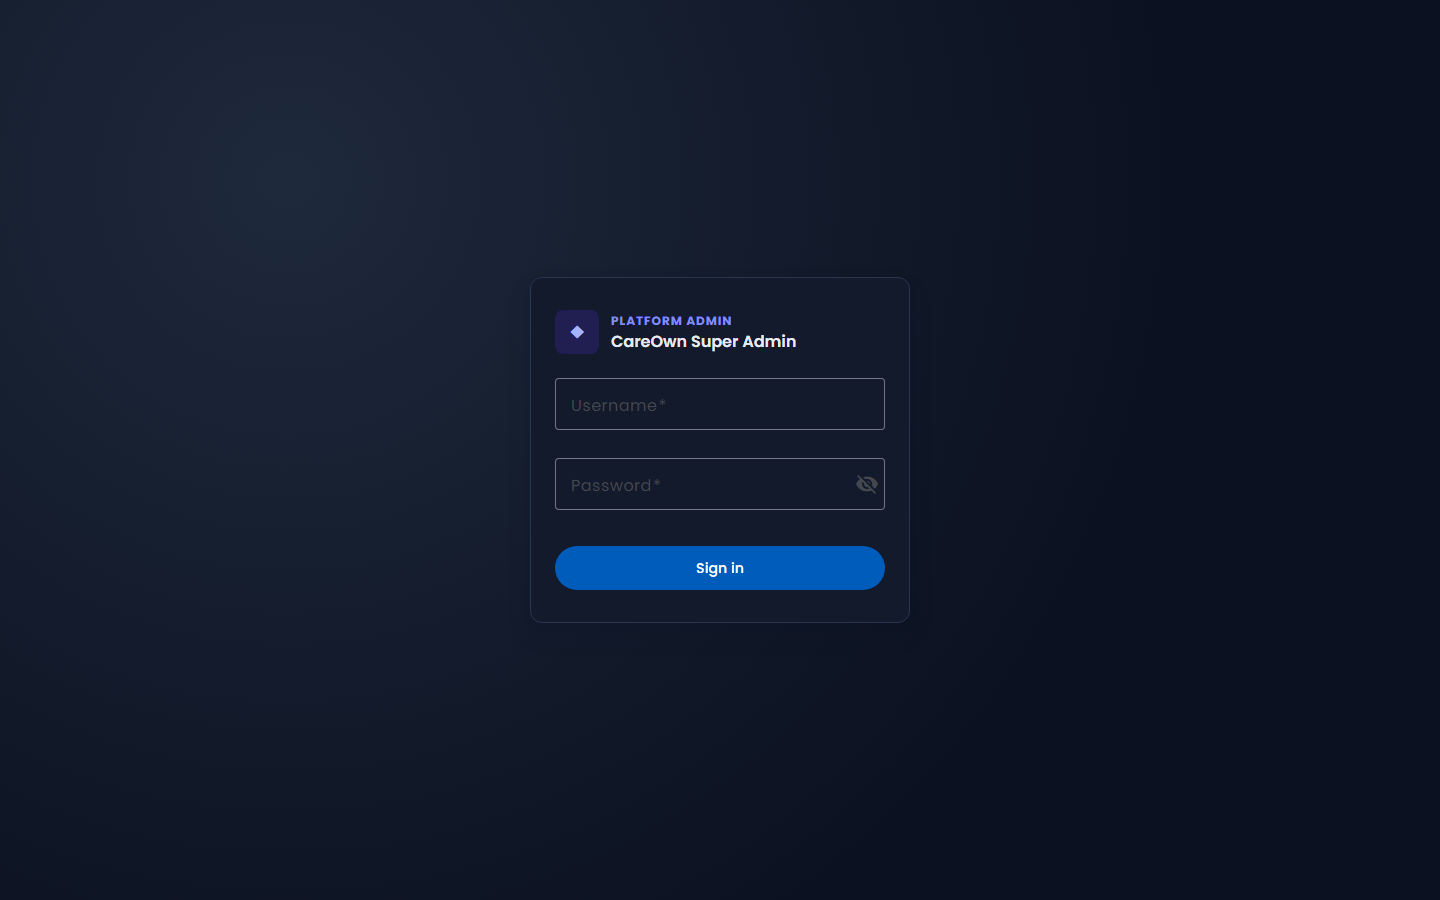 PLATFORM ADMIN
CareOwn Super Admin
Username*
Password*
Sign in